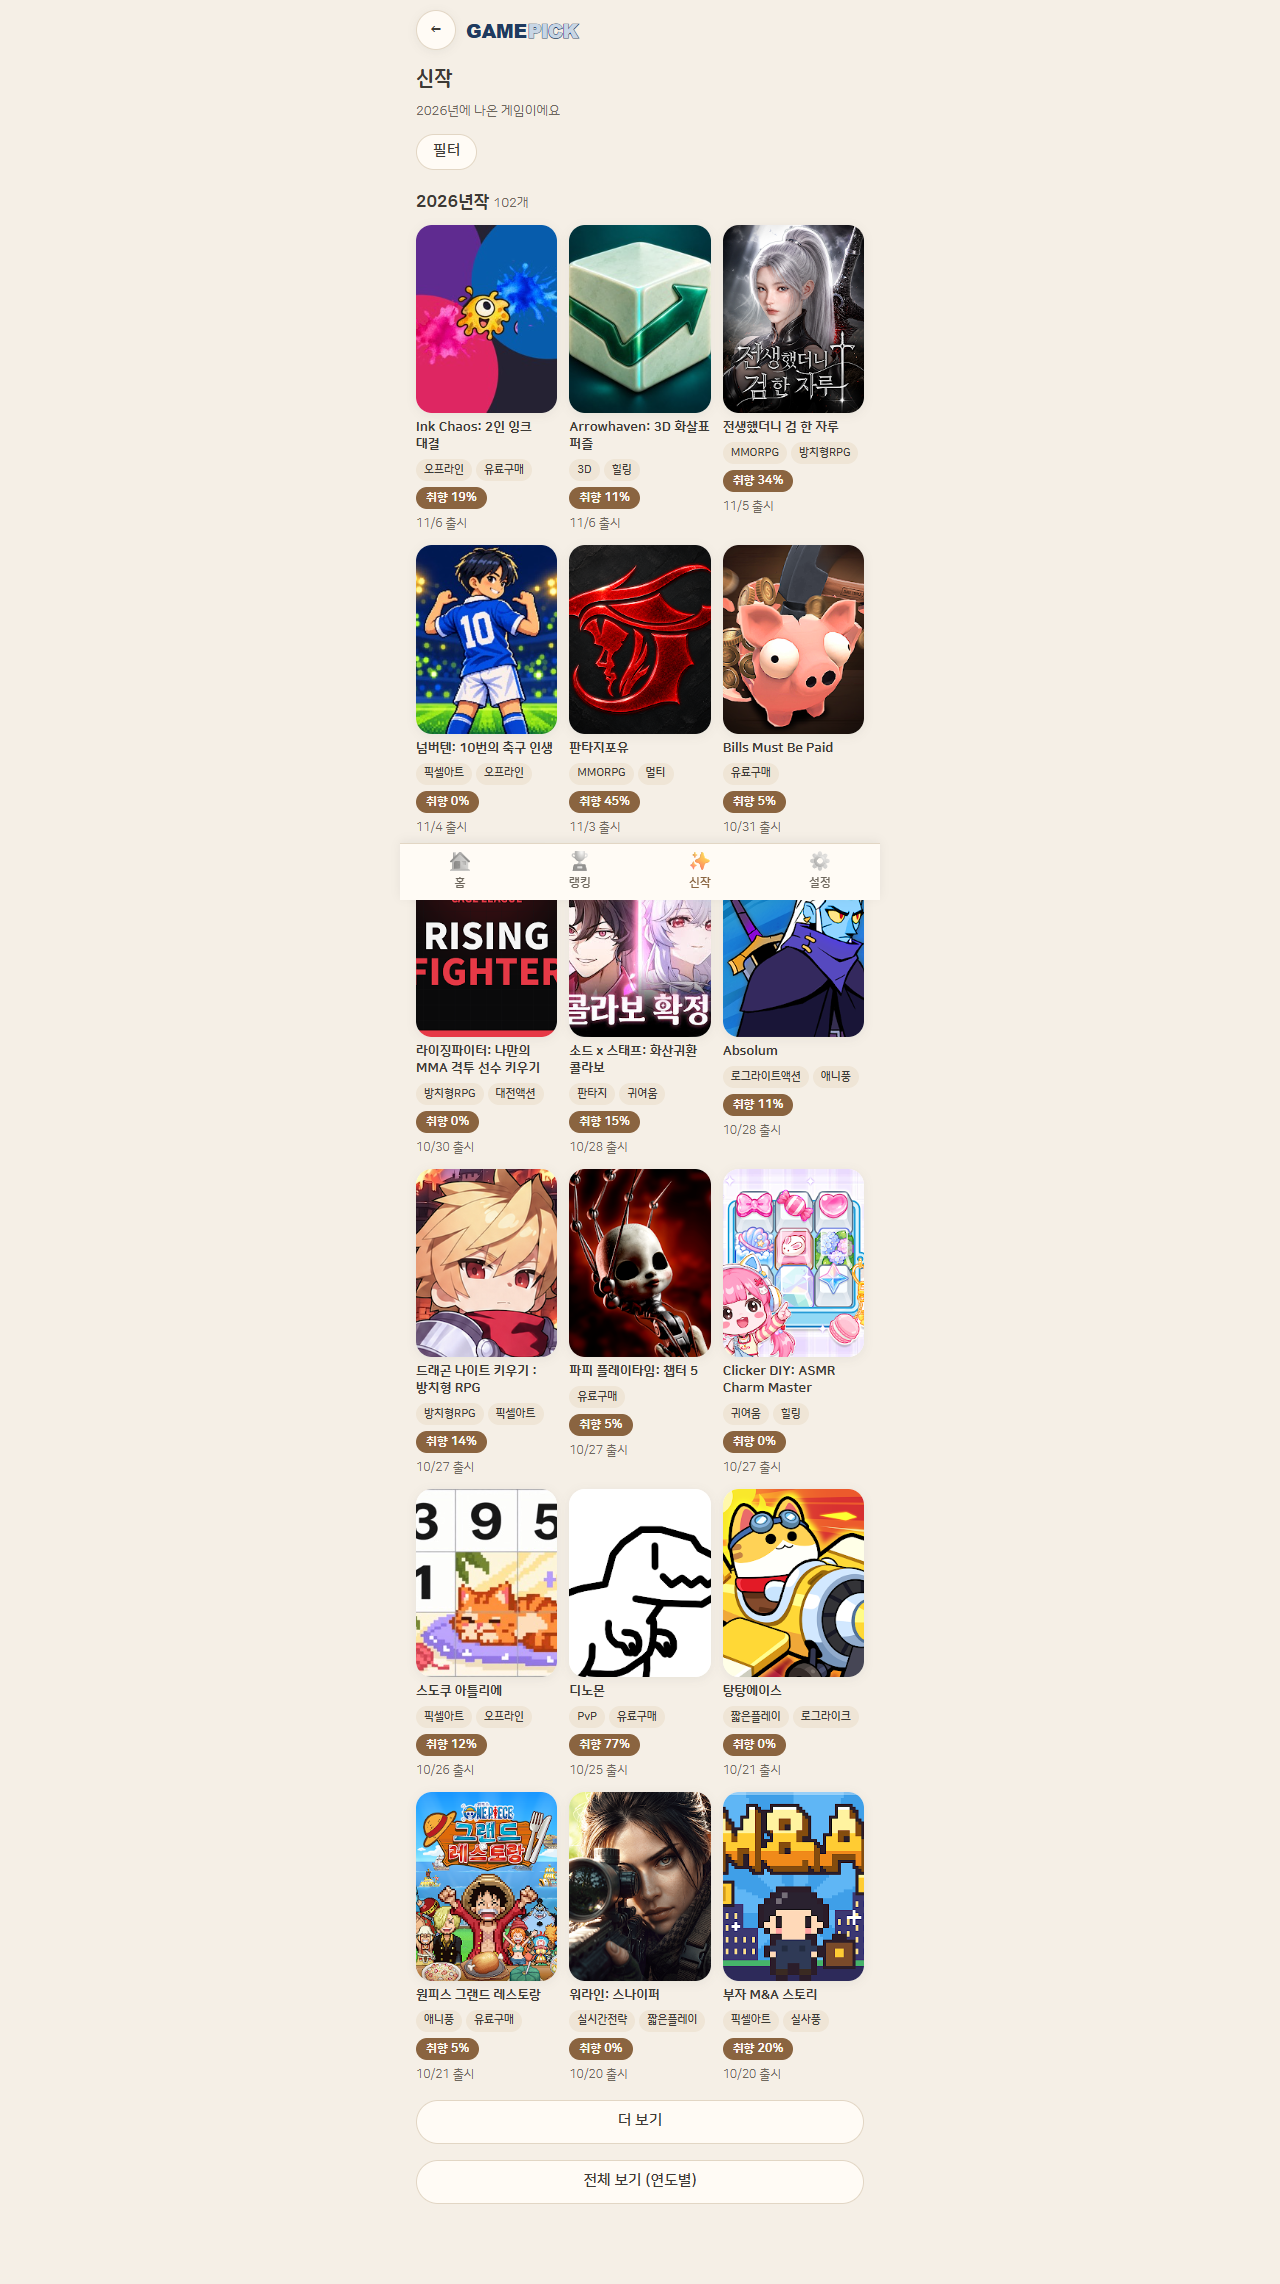 ←
GAMEPICK
신작
2026년에 나온 게임이에요
필터
2026년작 102개
전생했더니
검 한 자루
Ink Chaos: 2인 잉크
대결
오프라인 유료구매
취향 19%
11/6 출시
Arrowhaven: 3D 화살표
퍼즐
3D 힐링
취향 11%
11/6 출시
전생했더니 검 한 자루
MMORPG 방치형RPG
취향 34%
11/5 출시
10
넘버텐: 10번의 축구 인생
픽셀아트 오프라인
취향 0%
11/4 출시
판타지포유
MMORPG 멀티
취향 45%
11/3 출시
Bills Must Be Paid
유료구매
취향 5%
10/31 출시
홈
랭킹
신작
설정
RISING
FIGHTER
콜라보 확정
라이징파이터: 나만의
MMA 격투 선수 키우기
방치형RPG 대전액션
취향 0%
10/30 출시
소드 x 스태프: 화산귀환
콜라보
판타지 귀여움
취향 15%
10/28 출시
Absolum
로그라이트액션 애니풍
취향 11%
10/28 출시
드래곤 나이트 키우기 :
방치형 RPG
방치형RPG 픽셀아트
취향 14%
10/27 출시
파피 플레이타임: 챕터 5
유료구매
취향 5%
10/27 출시
Clicker DIY: ASMR
Charm Master
귀여움 힐링
취향 0%
10/27 출시
3 9 5
1
스도쿠 아틀리에
픽셀아트 오프라인
취향 12%
10/26 출시
디노몬
PvP 유료구매
취향 77%
10/25 출시
탕탕에이스
짧은플레이 로그라이크
취향 0%
10/21 출시
ONE PIECE
그랜드
레스토랑
M&A
원피스 그랜드 레스토랑
애니풍 유료구매
취향 5%
10/21 출시
워라인: 스나이퍼
실시간전략 짧은플레이
취향 0%
10/20 출시
부자 M&A 스토리
픽셀아트 실사풍
취향 20%
10/20 출시
더 보기
전체 보기 (연도별)